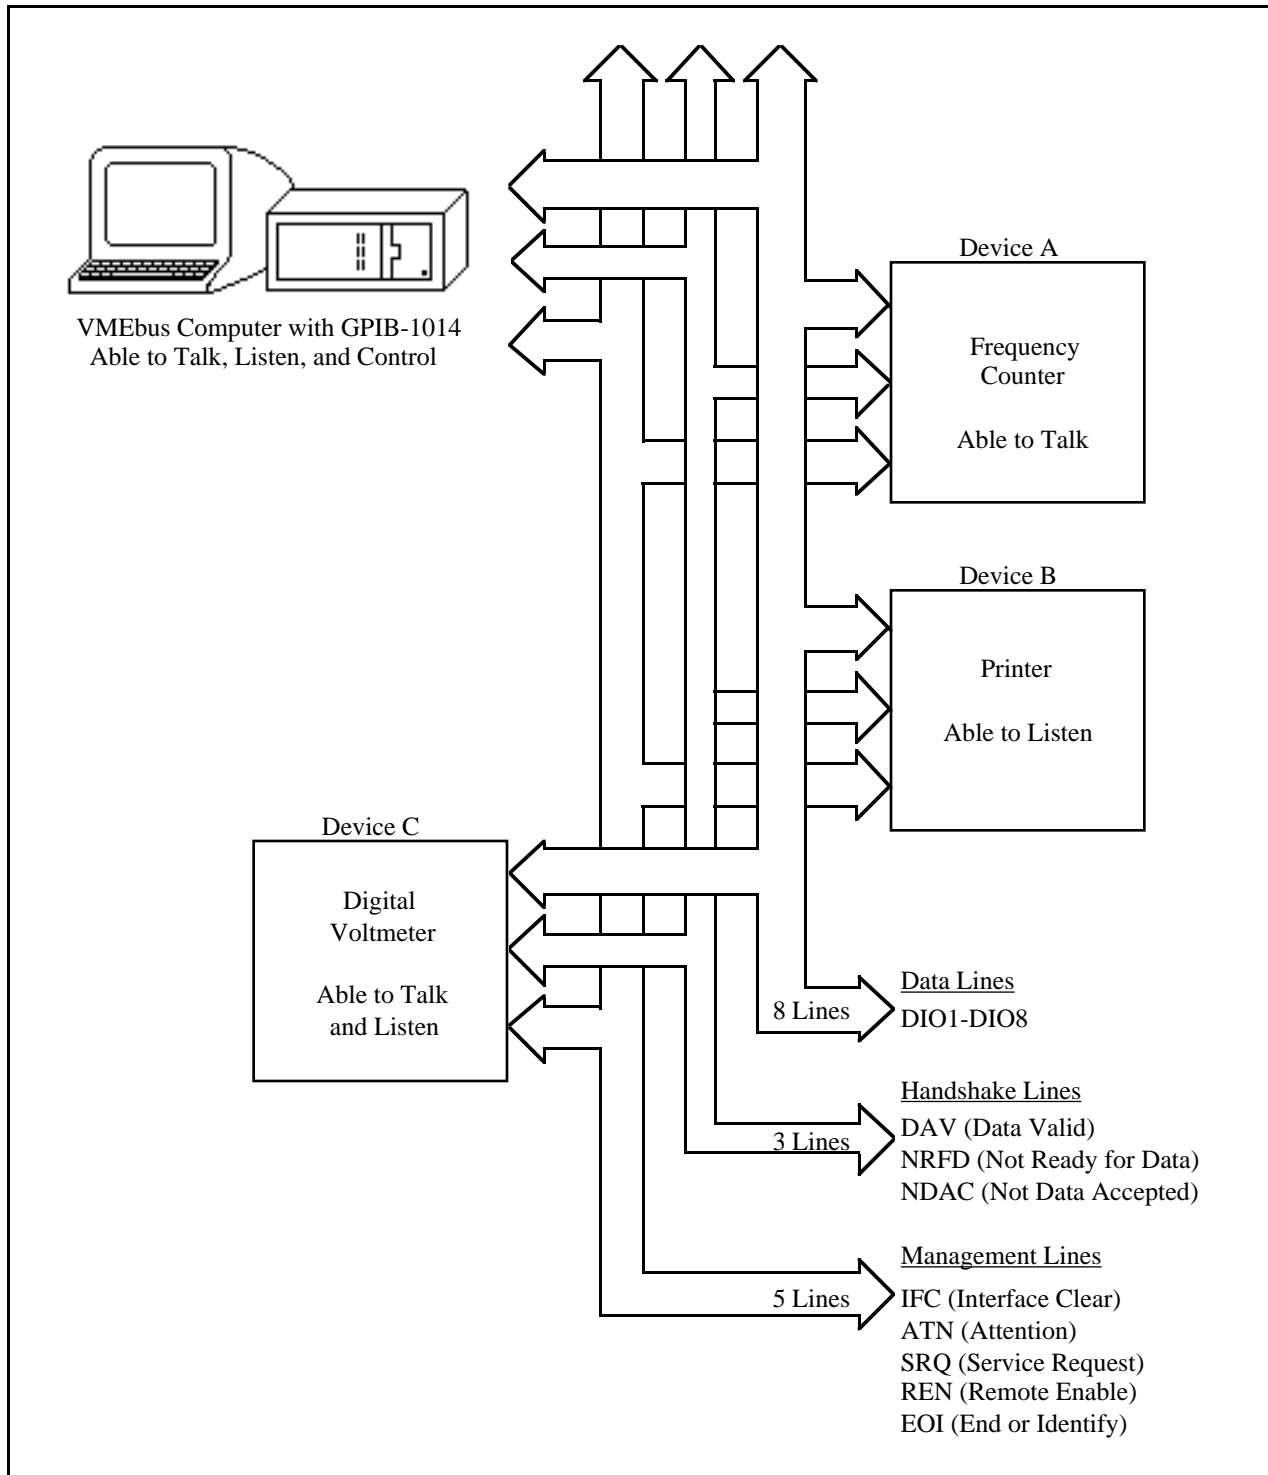 VMEbus Computer with GPIB-1014
Able to Talk, Listen, and Control
Device A
Frequency
Counter
Able to Talk
Device B
Printer
Able to Listen
Device C
Digital
Voltmeter
Able to Talk
and Listen
8 Lines
Data Lines
DIO1-DIO8
3 Lines
Handshake Lines
DAV (Data Valid)
NRFD (Not Ready for Data)
NDAC (Not Data Accepted)
5 Lines
Management Lines
IFC (Interface Clear)
ATN (Attention)
SRQ (Service Request)
REN (Remote Enable)
EOI (End or Identify)